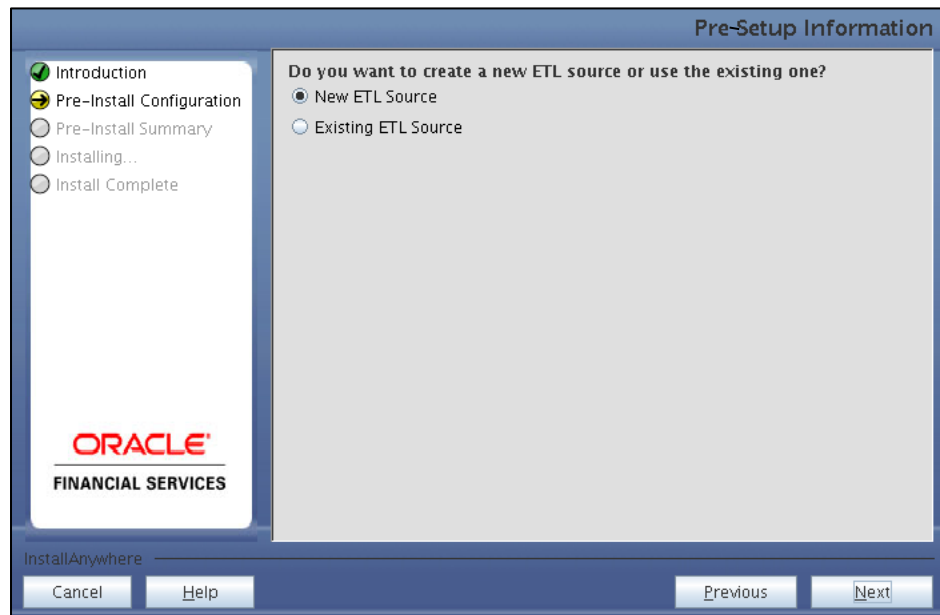 Pre-Setup Information
Introduction
Pre-Install Configuration
Pre-Install Summary
Installing...
Install Complete
ORACLE'
FINANCIAL SERVICES
Do you want to create a new ETL source or use the existing one?
New ETL Source
Existing ETL Source
InstallAnywhere
Cancel
Help
Previous
Next